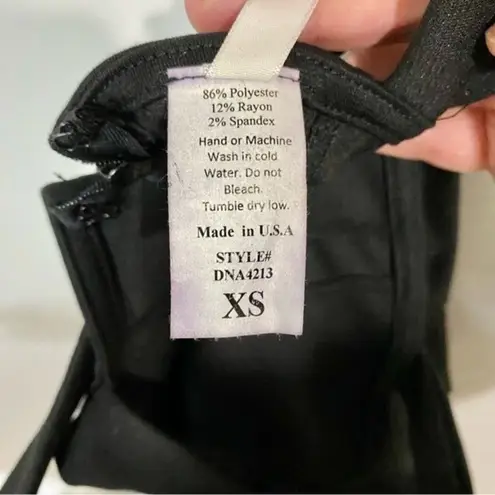 86% Polyester
12% Rayon
2% Spandex
Hand or Machine
Wash in cold
Water. Do not
Bleach.
Tumble dry low.
Made in U.S.A
STYLE#
DNA4213
XS